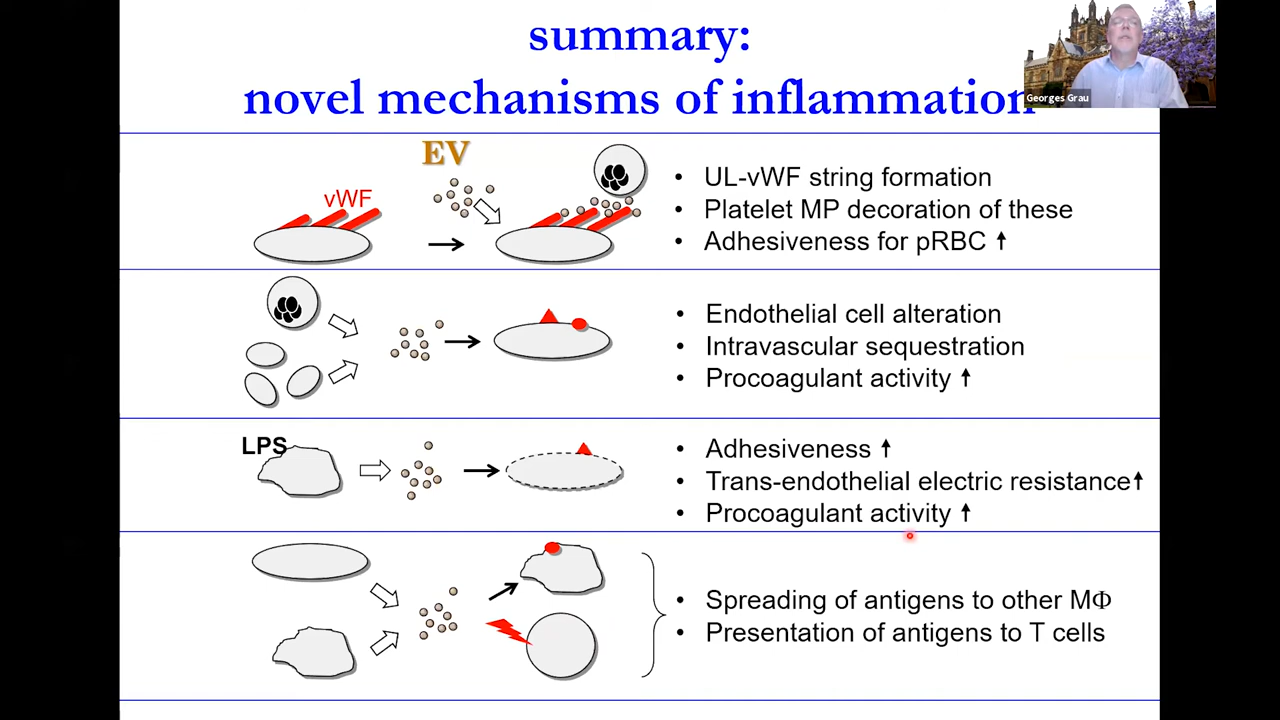 summary:
novel mechanisms of inflammation
Georges Grau
EV
vWF
• UL-vWF string formation
• Platelet MP decoration of these
• Adhesiveness for pRBC ↑
• Endothelial cell alteration
• Intravascular sequestration
• Procoagulant activity ↑
LPS
• Adhesiveness ↑
• Trans-endothelial electric resistance↑
• Procoagulant activity ↑
• Spreading of antigens to other MΦ
• Presentation of antigens to T cells